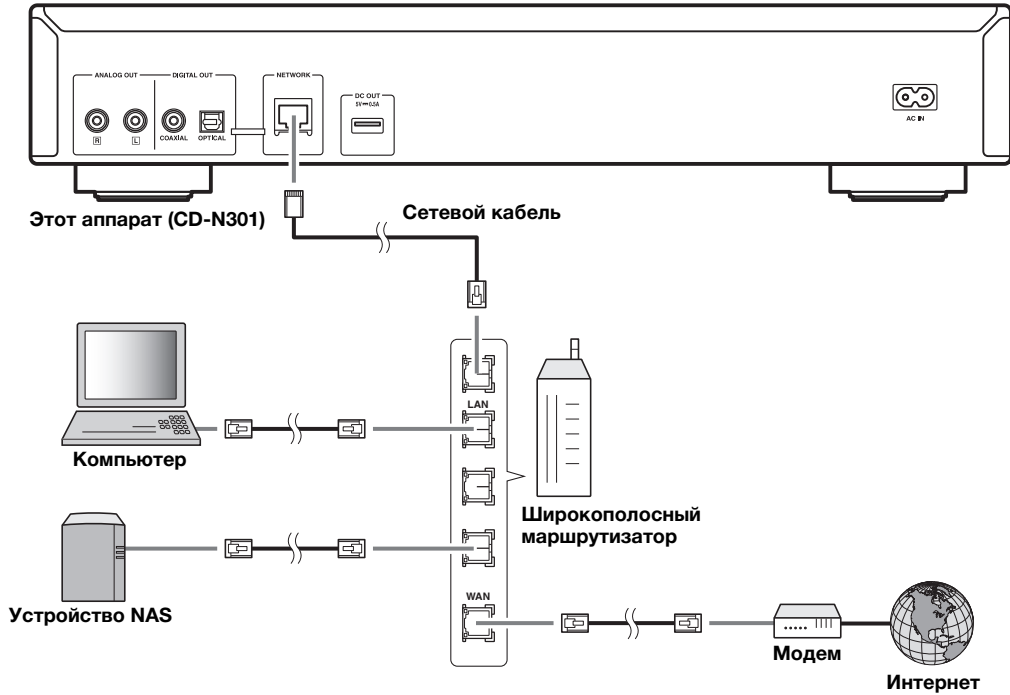 ANALOG OUT
DIGITAL OUT
NETWORK
DC OUT
5V⎓0.5A
R
L
COAXIAL
OPTICAL
AC IN
Этот аппарат (CD-N301)
Сетевой кабель
LAN
Компьютер
Широкополосный
маршрутизатор
Устройство NAS
WAN
Модем
Интернет